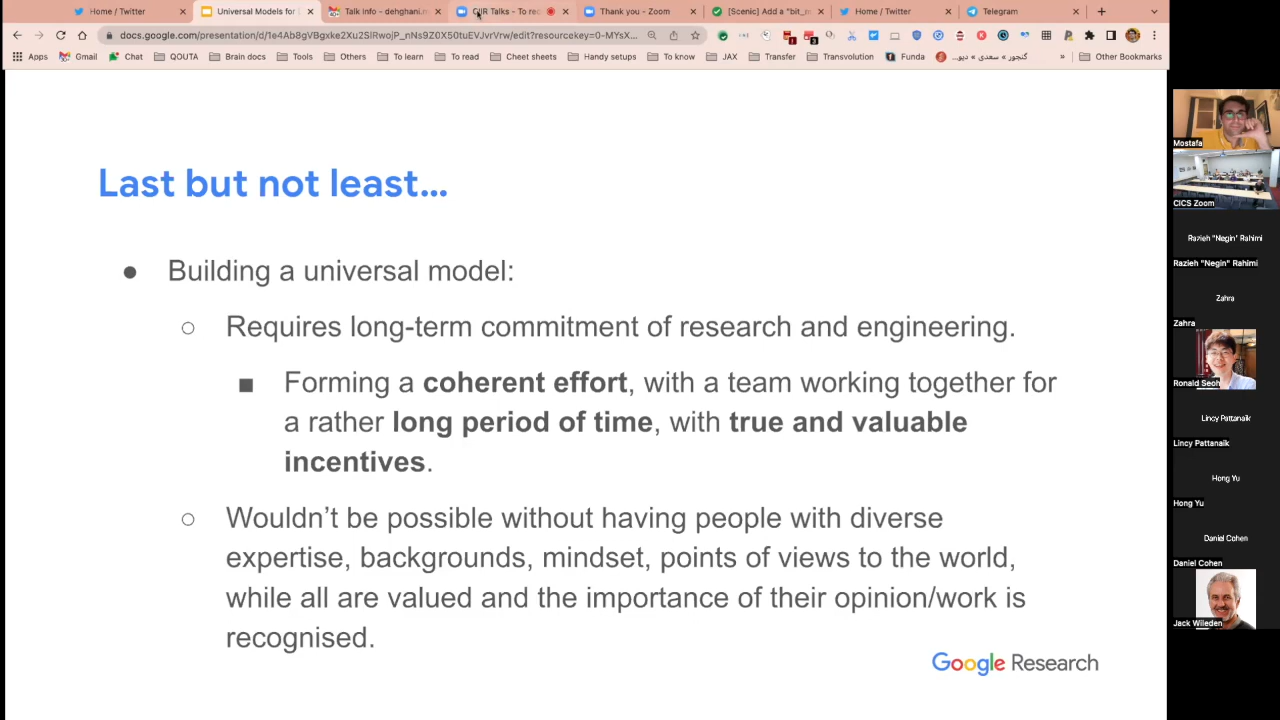 Home / Twitter
Universal Models for
Talk Info - dehghani.m
CIIR Talks - To rec
Thank you - Zoom
[Scenic] Add a "bit_
Home / Twitter
Telegram
docs.google.com/presentation/d/1e4Ab8gVBgxke2Xu2SlRwojP_nNs9Z0X50tuEVJvrVrw/edit?resourcekey=0-MYsX...
Apps
Gmail
Chat
QOUTA
Brain docs
Tools
Others
To learn
To read
Cheet sheets
Handy setups
To know
JAX
Transfer
Transvolution
Funda
گنجور » سعدی » دیو...
»
Other Bookmarks
Last but not least...
● Building a universal model:
○ Requires long-term commitment of research and engineering.
■ Forming a coherent effort, with a team working together for
a rather long period of time, with true and valuable
incentives.
○ Wouldn't be possible without having people with diverse
expertise, backgrounds, mindset, points of views to the world,
while all are valued and the importance of their opinion/work is
recognised.
Google Research
Mostafa
CICS Zoom
Razieh "Negin" Rahimi
Razieh "Negin" Rahimi
Zahra
Zahra
Ronald Seoh
Lincy Pattanaik
Lincy Pattanaik
Hong Yu
Hong Yu
Daniel Cohen
Daniel Cohen
Jack Wileden